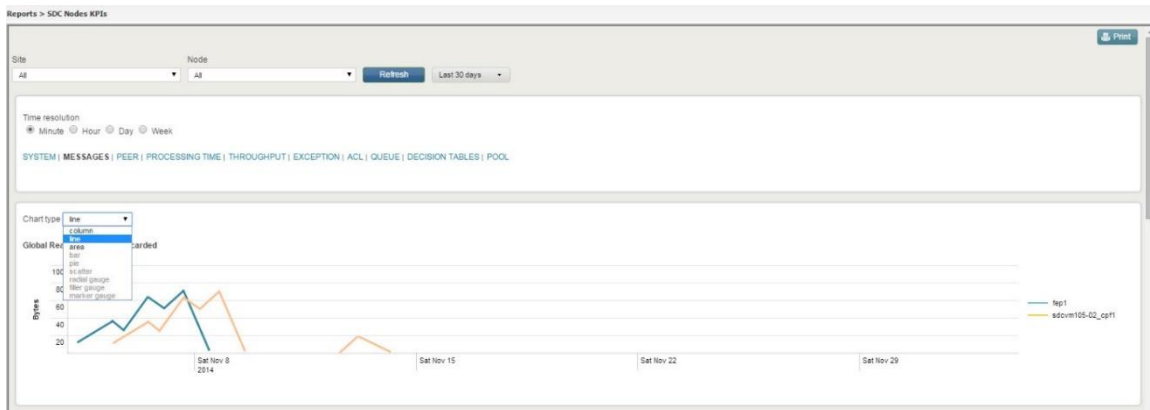 Reports > SDC Nodes KPIs
Print
Site Node
All All Refresh Last 30 days
Time resolution
Minute Hour Day Week
SYSTEM | MESSAGES | PEER | PROCESSING TIME | THROUGHPUT | EXCEPTION | ACL | QUEUE | DECISION TABLES | POOL
Chart type line
column
line
area
bar
pie
scatter
radial gauge
filler gauge
marker gauge
Global Re carded
Bytes
100
80
60
40
20
fep1
sdcvm105-02_cpf1
Sat Nov 8 Sat Nov 15 Sat Nov 22 Sat Nov 29
2014